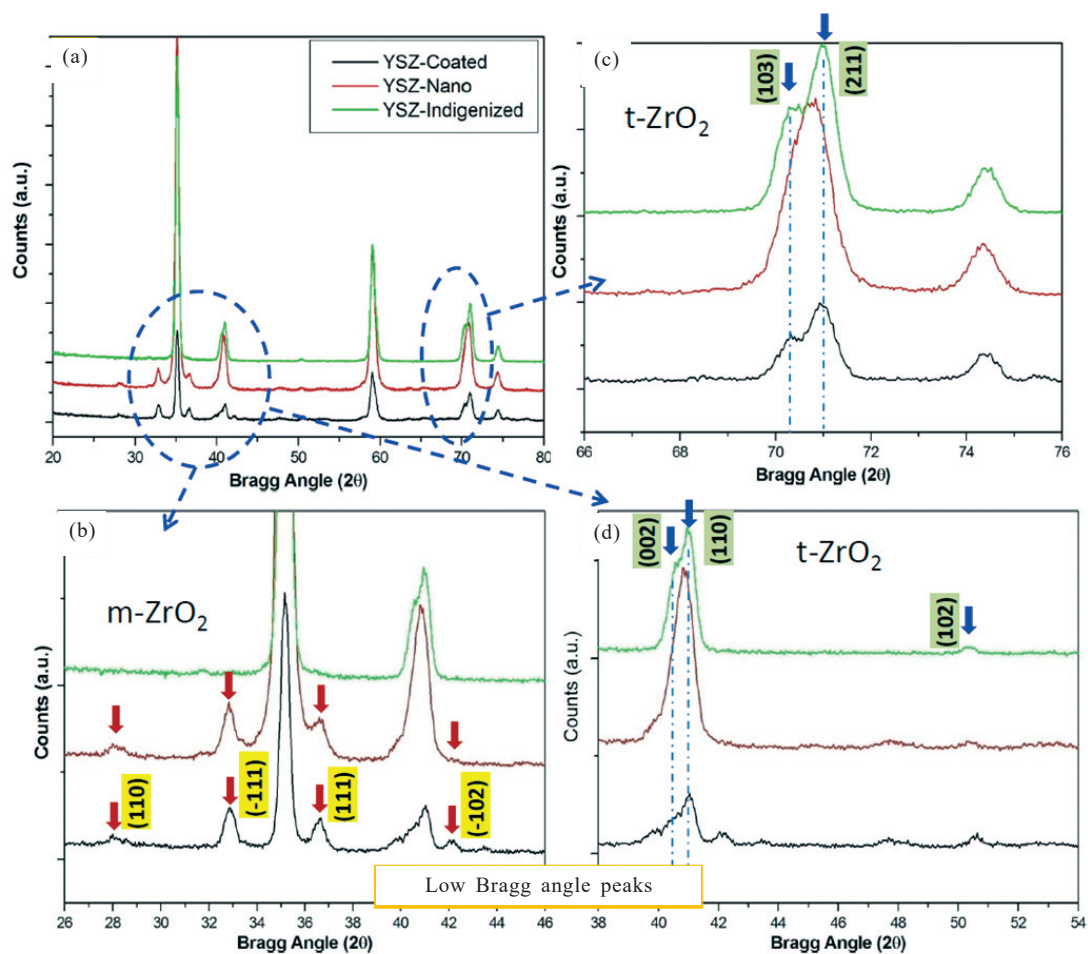 (a)
YSZ-Coated
YSZ-Nano
YSZ-Indigenized
Counts (a.u.)
20 30 40 50 60 70 80
Bragg Angle (2θ)
(c)
(103)
(211)
t-ZrO₂
Counts (a.u.)
66 68 70 72 74 76
Bragg Angle (2θ)
(b)
m-ZrO₂
(110)
(-111)
(111)
(-102)
Counts (a.u.)
26 28 30 32 34 36 38 40 42 44 46
Bragg Angle (2θ)
(d)
(002)
(110)
t-ZrO₂
(102)
Counts (a.u.)
38 40 42 44 46 48 50 52 54
Bragg Angle (2θ)
Low Bragg angle peaks